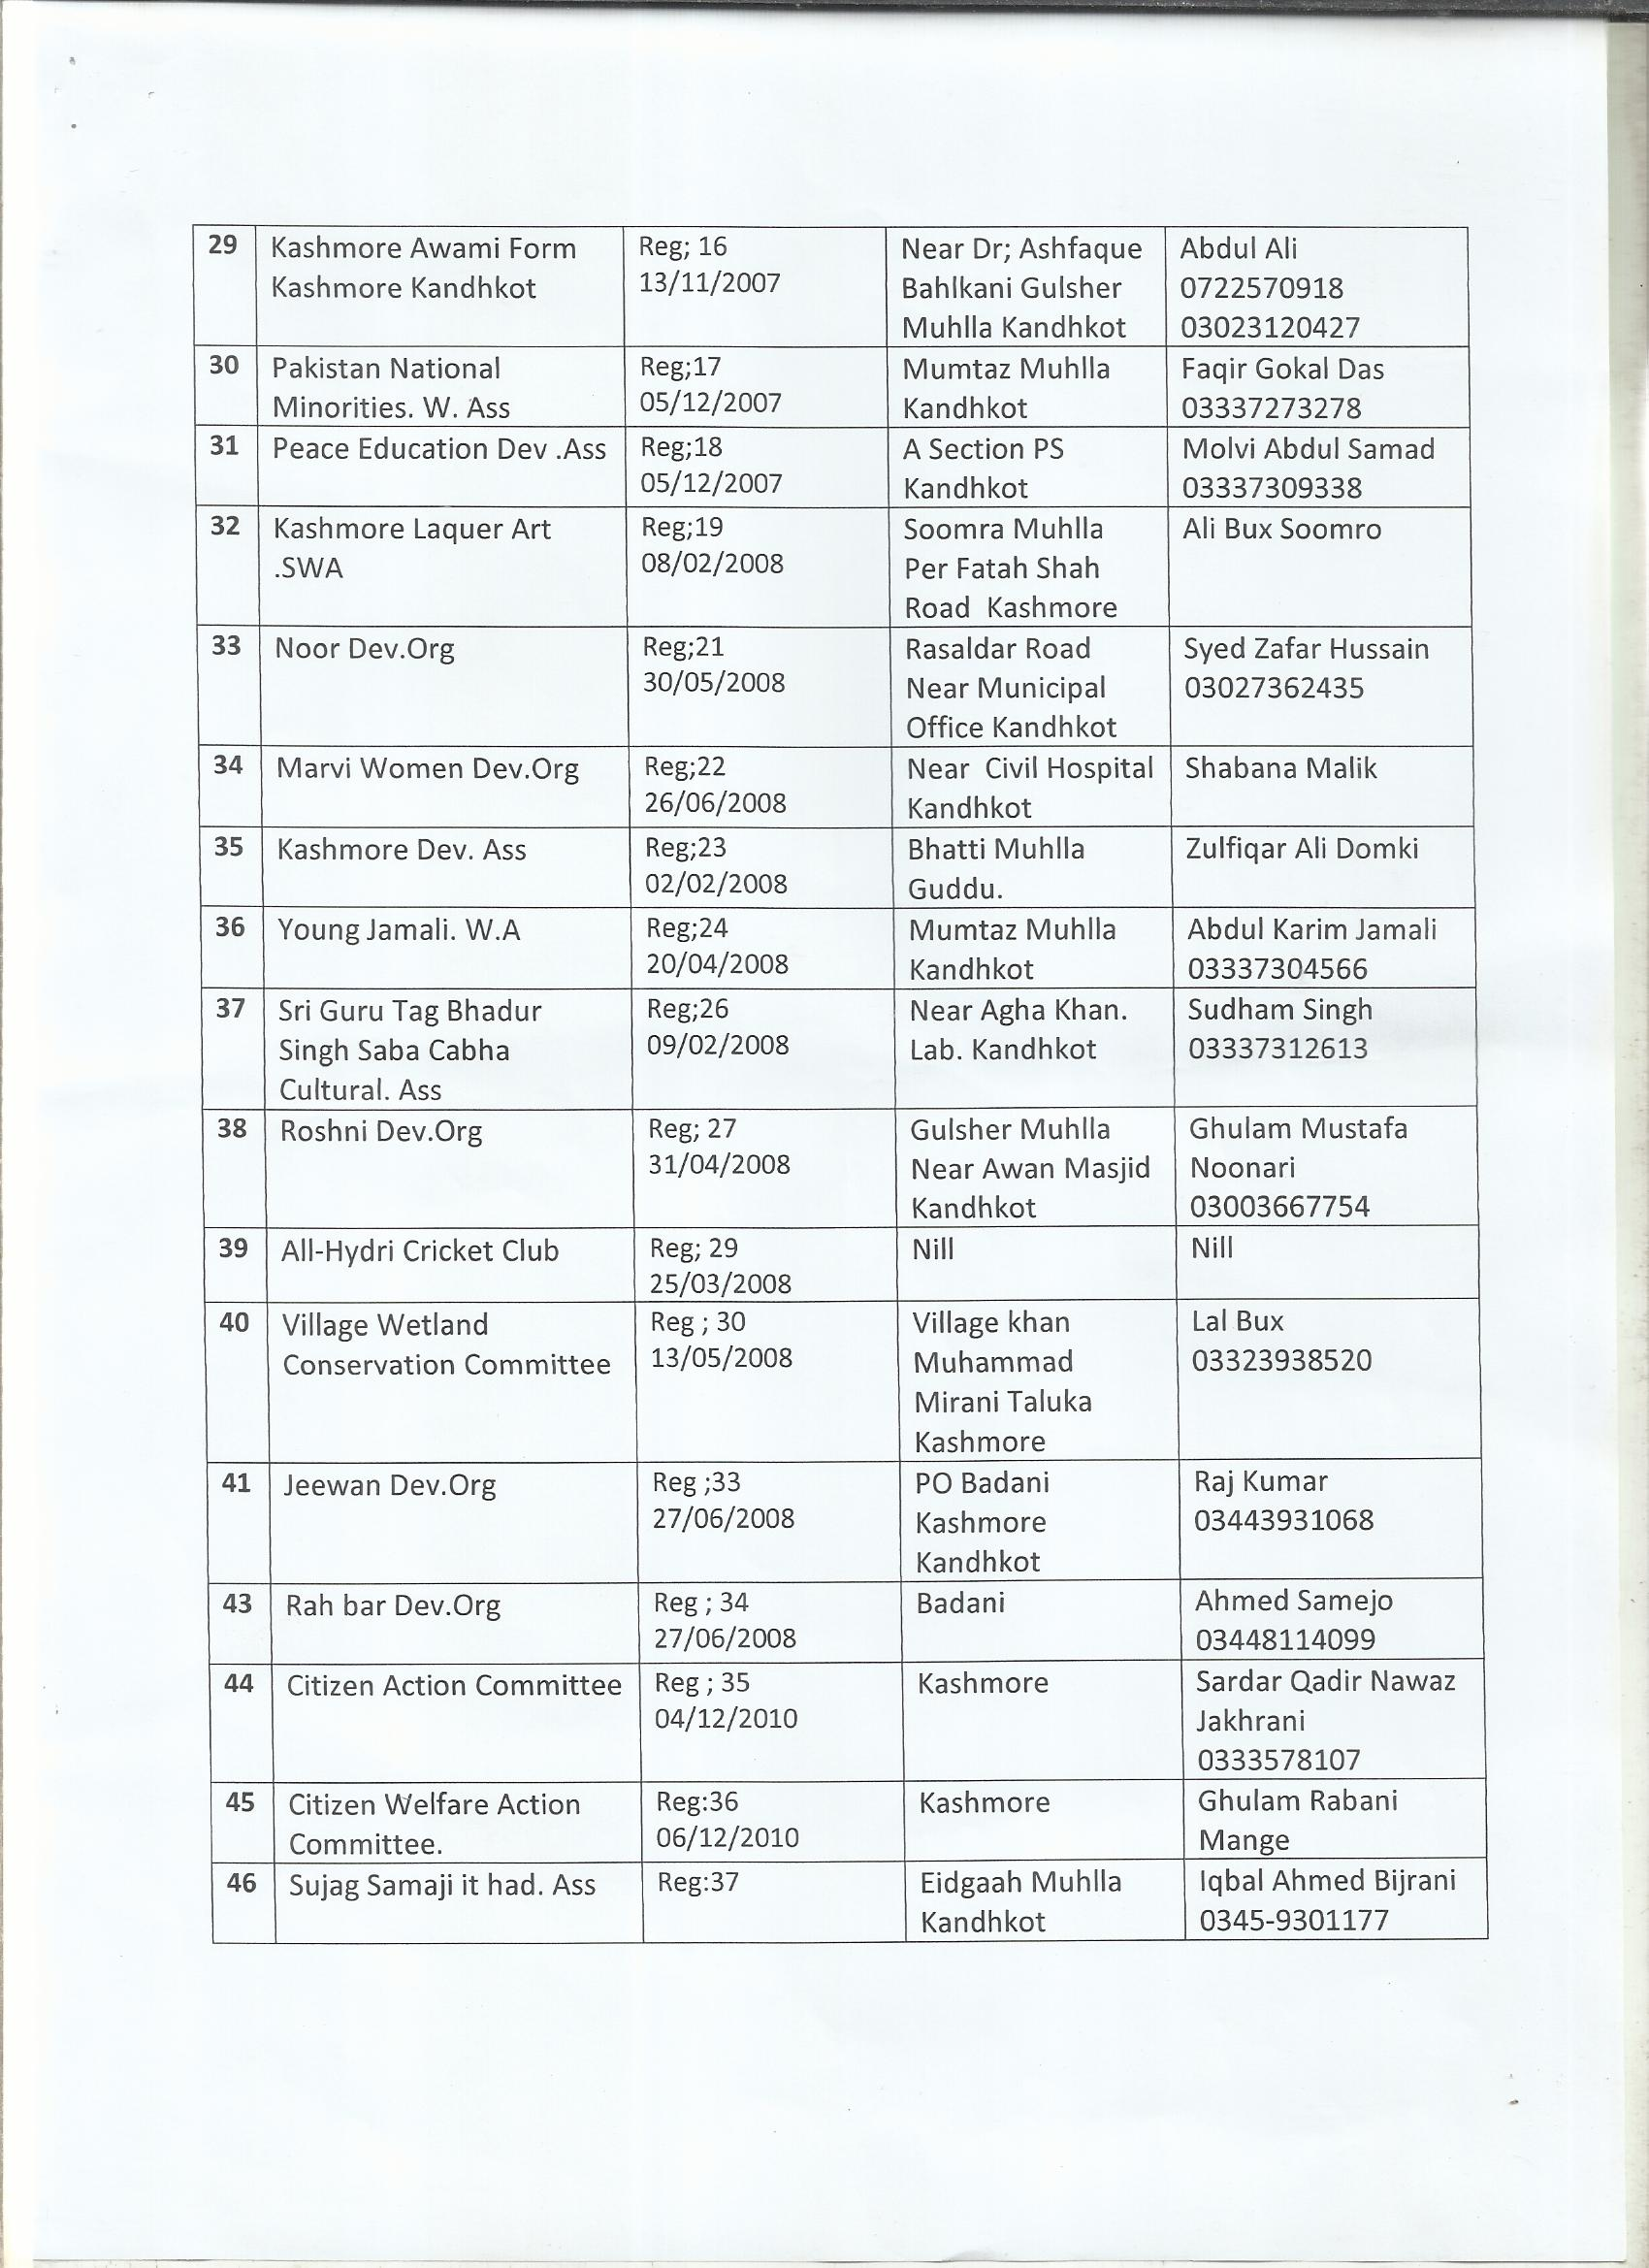 29
Kashmore Awami Form
Kashmore Kandhkot
Reg; 16
13/11/2007
Near Dr; Ashfaque
Bahlkani Gulsher
Muhlla Kandhkot
Abdul Ali
0722570918
03023120427
30
Pakistan National
Minorities. W. Ass
Reg;17
05/12/2007
Mumtaz Muhlla
Kandhkot
Faqir Gokal Das
03337273278
31
Peace Education Dev .Ass
Reg;18
05/12/2007
A Section PS
Kandhkot
Molvi Abdul Samad
03337309338
32
Kashmore Laquer Art
.SWA
Reg;19
08/02/2008
Soomra Muhlla
Per Fatah Shah
Road Kashmore
Ali Bux Soomro
33
Noor Dev.Org
Reg;21
30/05/2008
Rasaldar Road
Near Municipal
Office Kandhkot
Syed Zafar Hussain
03027362435
34
Marvi Women Dev.Org
Reg;22
26/06/2008
Near Civil Hospital
Kandhkot
Shabana Malik
35
Kashmore Dev. Ass
Reg;23
02/02/2008
Bhatti Muhlla
Guddu.
Zulfiqar Ali Domki
36
Young Jamali. W.A
Reg;24
20/04/2008
Mumtaz Muhlla
Kandhkot
Abdul Karim Jamali
03337304566
37
Sri Guru Tag Bhadur
Singh Saba Cabha
Cultural. Ass
Reg;26
09/02/2008
Near Agha Khan.
Lab. Kandhkot
Sudham Singh
03337312613
38
Roshni Dev.Org
Reg; 27
31/04/2008
Gulsher Muhlla
Near Awan Masjid
Kandhkot
Ghulam Mustafa
Noonari
03003667754
39
All-Hydri Cricket Club
Reg; 29
25/03/2008
Nill
Nill
40
Village Wetland
Conservation Committee
Reg ; 30
13/05/2008
Village khan
Muhammad
Mirani Taluka
Kashmore
Lal Bux
03323938520
41
Jeewan Dev.Org
Reg ;33
27/06/2008
PO Badani
Kashmore
Kandhkot
Raj Kumar
03443931068
43
Rah bar Dev.Org
Reg ; 34
27/06/2008
Badani
Ahmed Samejo
03448114099
44
Citizen Action Committee
Reg ; 35
04/12/2010
Kashmore
Sardar Qadir Nawaz
Jakhrani
0333578107
45
Citizen Welfare Action
Committee.
Reg:36
06/12/2010
Kashmore
Ghulam Rabani
Mange
46
Sujag Samaji it had. Ass
Reg:37
Eidgaah Muhlla
Kandhkot
Iqbal Ahmed Bijrani
0345-9301177